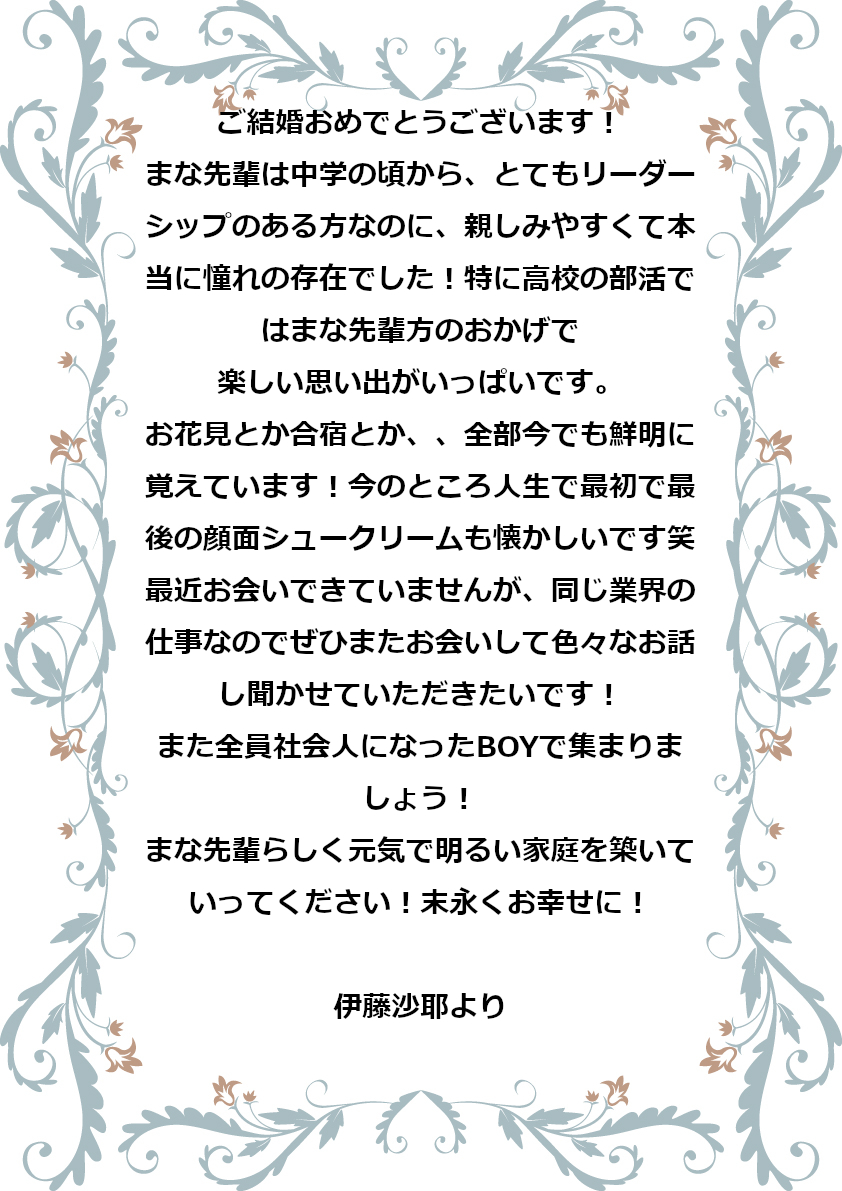 ご結婚おめでとうございます！
まな先輩は中学の頃から、とてもリーダー
シップのある方なのに、親しみやすくて本
当に憧れの存在でした！特に高校の部活で
はまな先輩方のおかげで
楽しい思い出がいっぱいです。
お花見とか合宿とか、、全部今でも鮮明に
覚えています！今のところ人生で最初で最
後の顔面シュークリームも懐かしいです笑
最近お会いできていませんが、同じ業界の
仕事なのでぜひまたお会いして色々なお話
し聞かせていただきたいです！
また全員社会人になったBOYで集まりま
しょう！
まな先輩らしく元気で明るい家庭を築いて
いってください！末永くお幸せに！
伊藤沙耶より